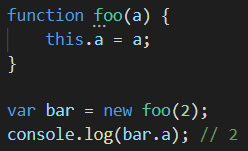 function foo(a) {
    this.a = a;
}

var bar = new foo(2);
console.log(bar.a); // 2